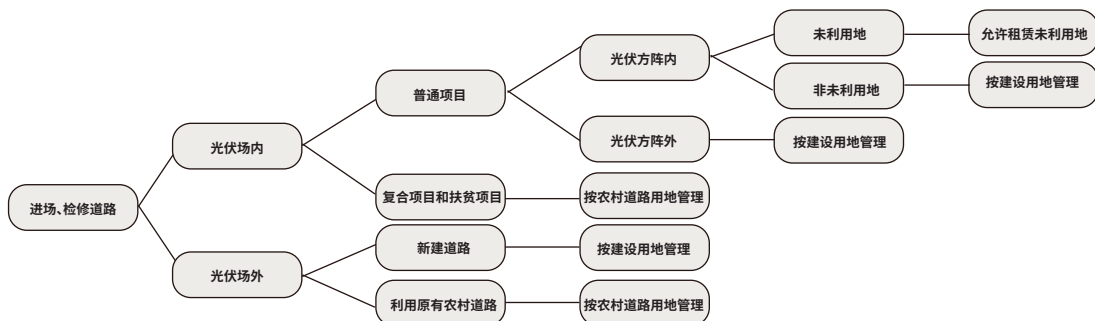 进场、检修道路
光伏场内
普通项目
光伏方阵内
未利用地
允许租赁未利用地
非未利用地
按建设用地管理
光伏方阵外
按建设用地管理
复合项目和扶贫项目
按农村道路用地管理
光伏场外
新建道路
按建设用地管理
利用原有农村道路
按农村道路用地管理